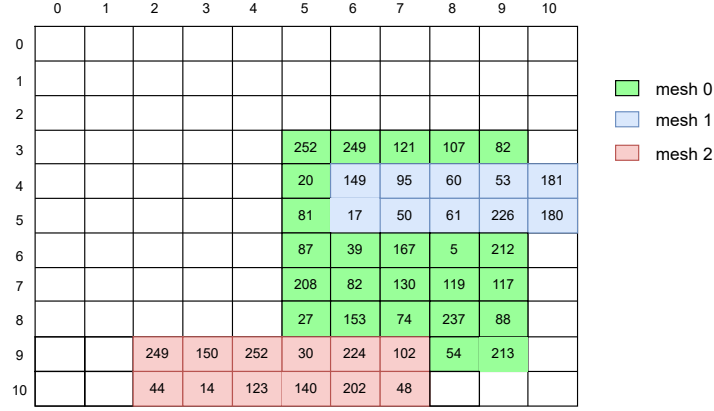 0 1 2 3 4 5 6 7 8 9 10
0
1
2
3 252 249 121 107 82
4 20 149 95 60 53 181
5 81 17 50 61 226 180
6 87 39 167 5 212
7 208 82 130 119 117
8 27 153 74 237 88
9 249 150 252 30 224 102 54 213
10 44 14 123 140 202 48
mesh 0
mesh 1
mesh 2